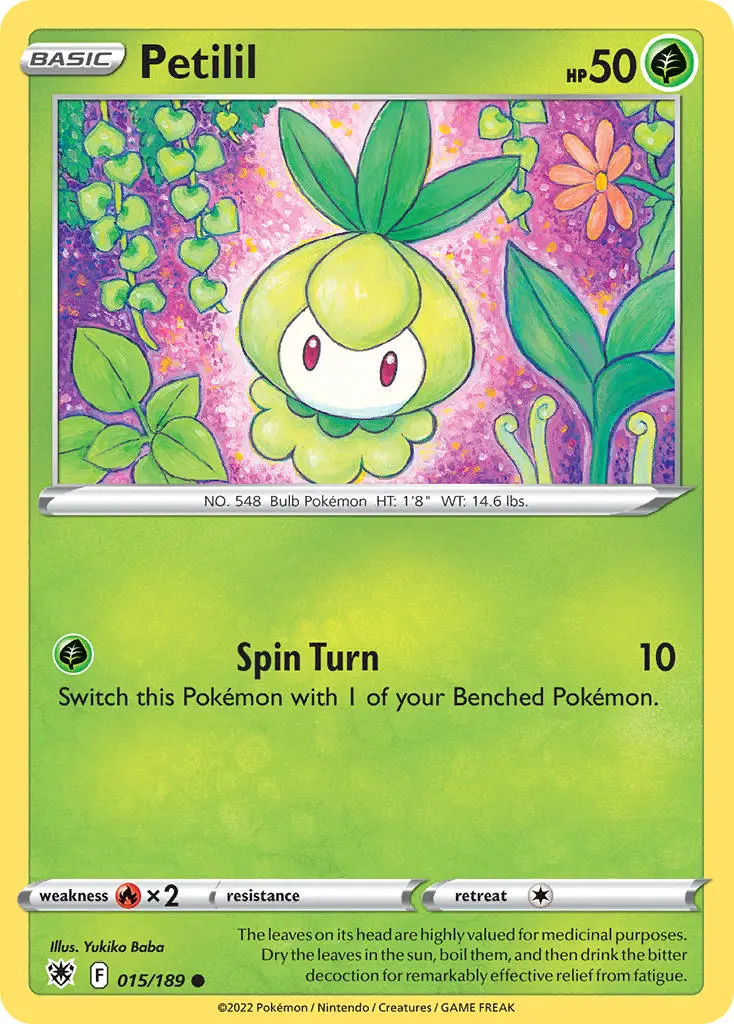 BASIC Petilil HP50
NO. 548 Bulb Pokémon HT: 1'8" WT: 14.6 lbs.
Spin Turn 10
Switch this Pokémon with 1 of your Benched Pokémon.
weakness ×2 resistance retreat
Illus. Yukiko Baba
The leaves on its head are highly valued for medicinal purposes.
Dry the leaves in the sun, boil them, and then drink the bitter
decoction for remarkably effective relief from fatigue.
F 015/189
©2022 Pokémon / Nintendo / Creatures / GAME FREAK